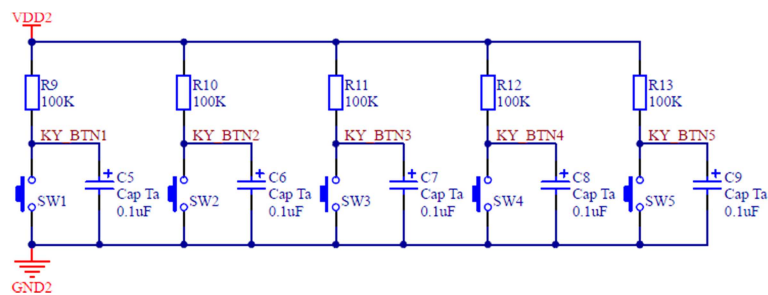 VDD2
R9 R10 R11 R12 R13
100K 100K 100K 100K 100K
KY_BTN1 KY_BTN2 KY_BTN3 KY_BTN4 KY_BTN5
C5 C6 C7 C8 C9
Cap Ta Cap Ta Cap Ta Cap Ta Cap Ta
SW1 SW2 SW3 SW4 SW5
0.1uF 0.1uF 0.1uF 0.1uF 0.1uF
GND2